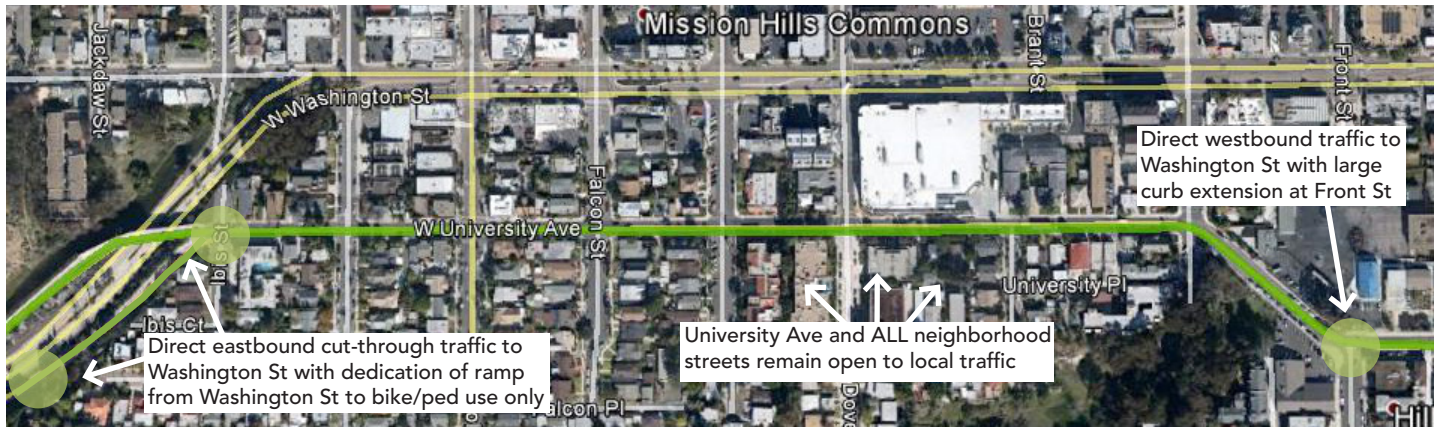 Mission Hills Commons
Jackdaw St
Brant St
Front St
W Washington St
Direct westbound traffic to
Washington St with large
curb extension at Front St
Falcon St
W University Ave
Ibis St
University Pl
Ibis Ct
Direct eastbound cut-through traffic to
Washington St with dedication of ramp
from Washington St to bike/ped use only
University Ave and ALL neighborhood
streets remain open to local traffic
Falcon Pl
Dove
Hil